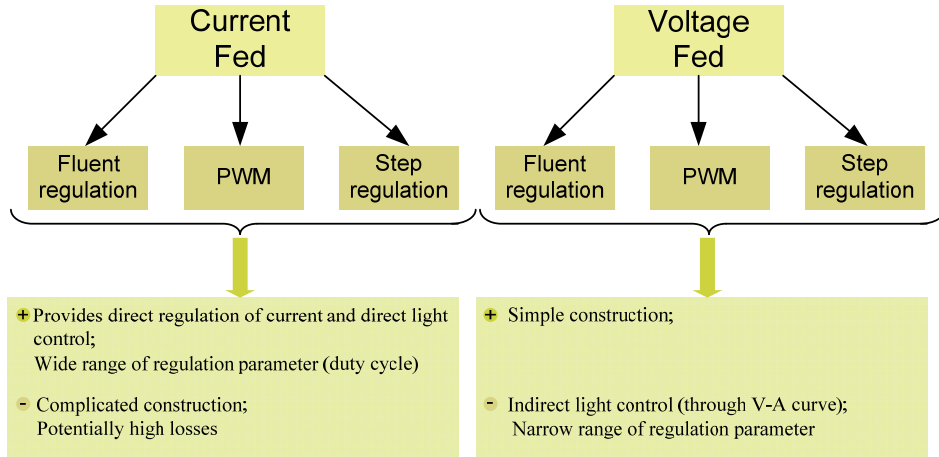 Current
Fed
Fluent
regulation
PWM
Step
regulation
+ Provides direct regulation of current and direct light
control;
Wide range of regulation parameter (duty cycle)
- Complicated construction;
Potentially high losses
Voltage
Fed
Fluent
regulation
PWM
Step
regulation
+ Simple construction;
- Indirect light control (through V-A curve);
Narrow range of regulation parameter